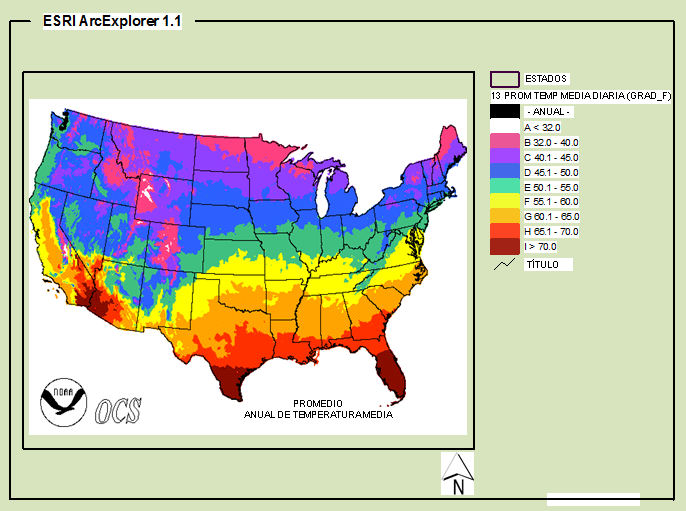 ESRI ArcExplorer 1.1
ESTADOS
13 PROM TEMP MEDIA DIARIA (GRAD_F)
- ANUAL -
A < 32.0
B 32.0 - 40.0
C 40.1 - 45.0
D 45.1 - 50.0
E 50.1 - 55.0
F 55.1 - 60.0
G 60.1 - 65.0
H 65.1 - 70.0
I > 70.0
TÍTULO
NOAA
OCS
PROMEDIO
ANUAL DE TEMPERATURA MEDIA
N